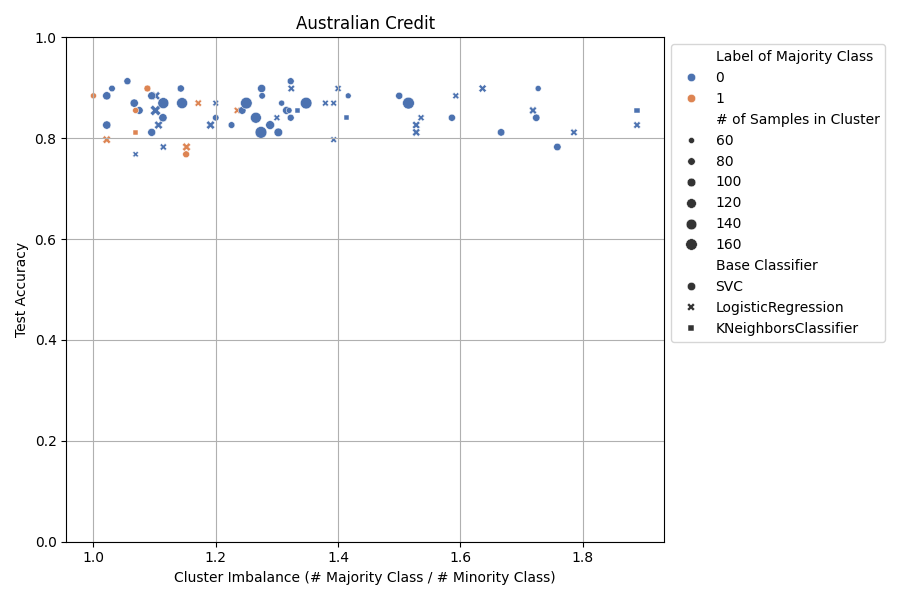 Australian Credit
Test Accuracy
1.0
0.8
0.6
0.4
0.2
0.0
1.0
1.2
1.4
1.6
1.8
Cluster Imbalance (# Majority Class / # Minority Class)
Label of Majority Class
0
1
# of Samples in Cluster
60
80
100
120
140
160
Base Classifier
SVC
LogisticRegression
KNeighborsClassifier